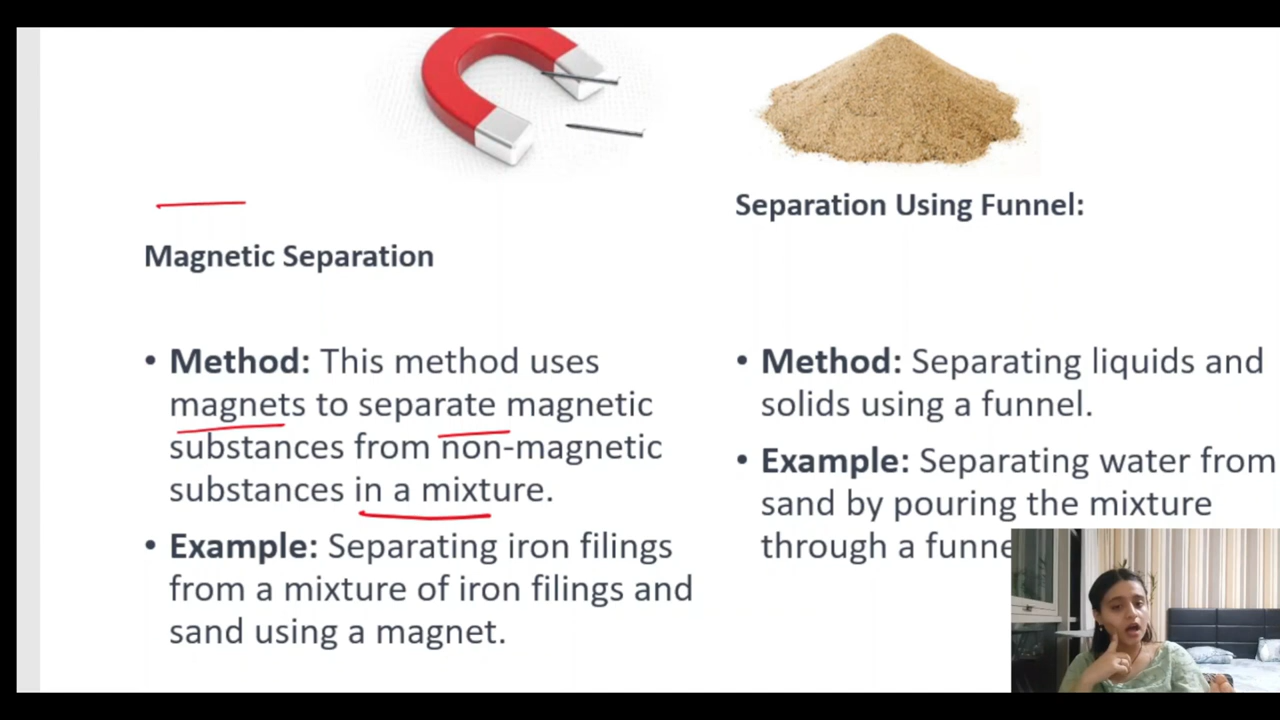 Magnetic Separation
• Method: This method uses
magnets to separate magnetic
substances from non-magnetic
substances in a mixture.
• Example: Separating iron filings
from a mixture of iron filings and
sand using a magnet.
Separation Using Funnel:
• Method: Separating liquids and
solids using a funnel.
• Example: Separating water from
sand by pouring the mixture
through a funne